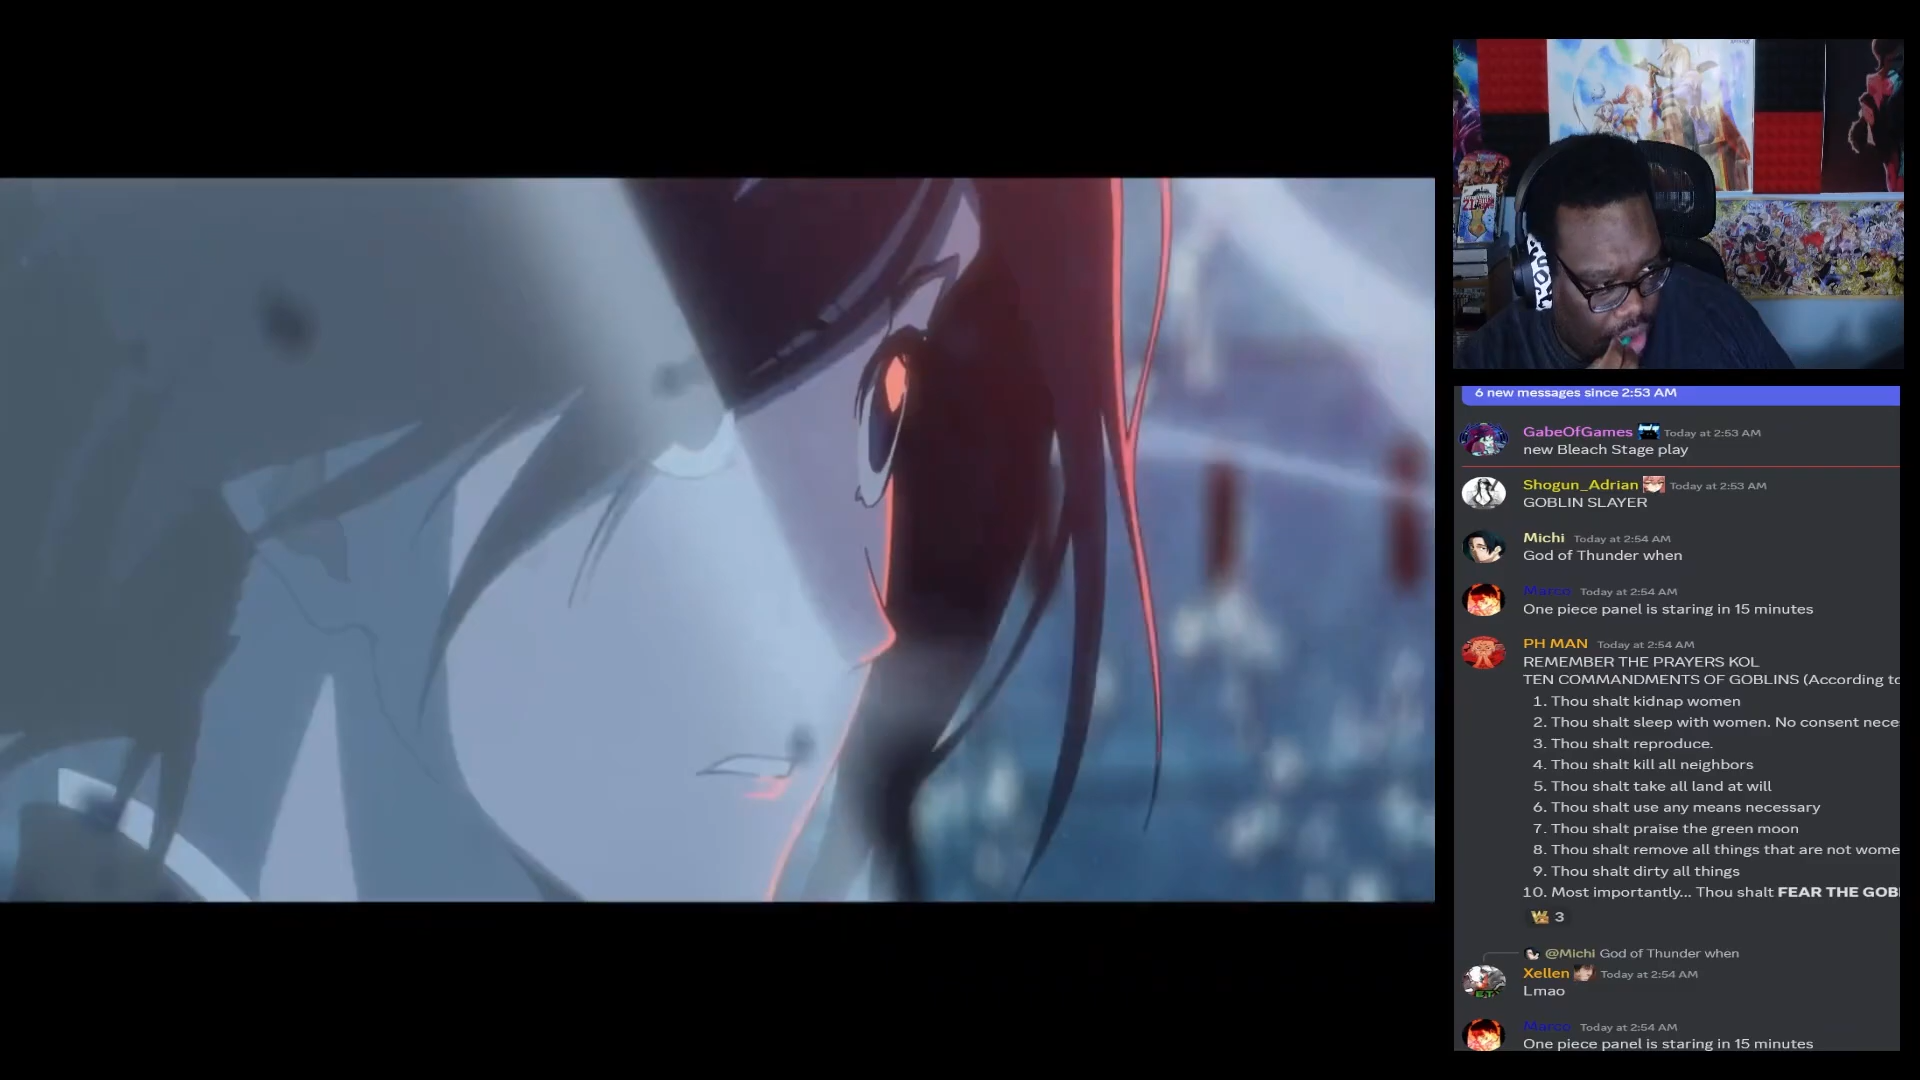 6 new messages since 2:53 AM
GabeOfGames Today at 2:53 AM
new Bleach Stage play
Shogun_Adrian Today at 2:53 AM
GOBLIN SLAYER
Michi Today at 2:54 AM
God of Thunder when
Marco Today at 2:54 AM
One piece panel is staring in 15 minutes
PH MAN Today at 2:54 AM
REMEMBER THE PRAYERS KOL
TEN COMMANDMENTS OF GOBLINS (According to
1. Thou shalt kidnap women
2. Thou shalt sleep with women. No consent nece
3. Thou shalt reproduce.
4. Thou shalt kill all neighbors
5. Thou shalt take all land at will
6. Thou shalt use any means necessary
7. Thou shalt praise the green moon
8. Thou shalt remove all things that are not wome
9. Thou shalt dirty all things
10. Most importantly... Thou shalt FEAR THE GOB
3
@Michi God of Thunder when
Xellen Today at 2:54 AM
Lmao
Marco Today at 2:54 AM
One piece panel is staring in 15 minutes